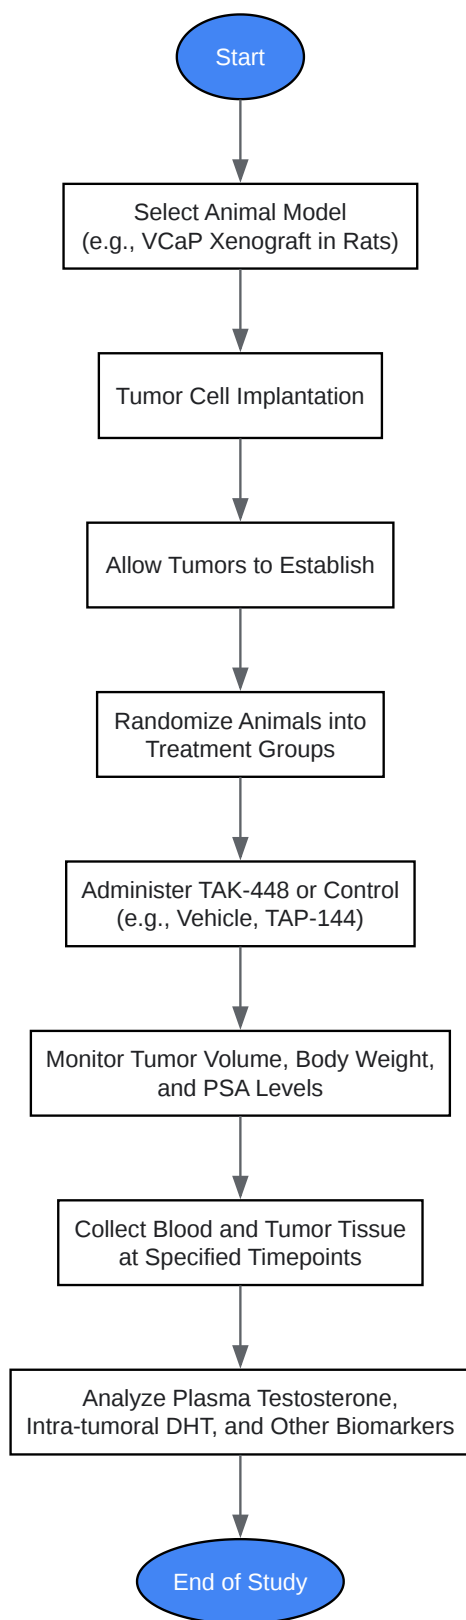 Start
Select Animal Model
(e.g., VCaP Xenograft in Rats)
Tumor Cell Implantation
Allow Tumors to Establish
Randomize Animals into
Treatment Groups
Administer TAK-448 or Control
(e.g., Vehicle, TAP-144)
Monitor Tumor Volume, Body Weight,
and PSA Levels
Collect Blood and Tumor Tissue
at Specified Timepoints
Analyze Plasma Testosterone,
Intra-tumoral DHT, and Other Biomarkers
End of Study